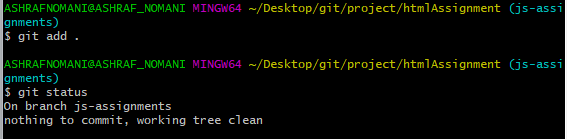 ASHRAFNOMANI@ASHRAF_NOMANI MINGW64 ~/Desktop/git/project/htmlAssignment (js-assi
gnments)
$ git add .
ASHRAFNOMANI@ASHRAF_NOMANI MINGW64 ~/Desktop/git/project/htmlAssignment (js-assi
gnments)
$ git status
On branch js-assignments
nothing to commit, working tree clean